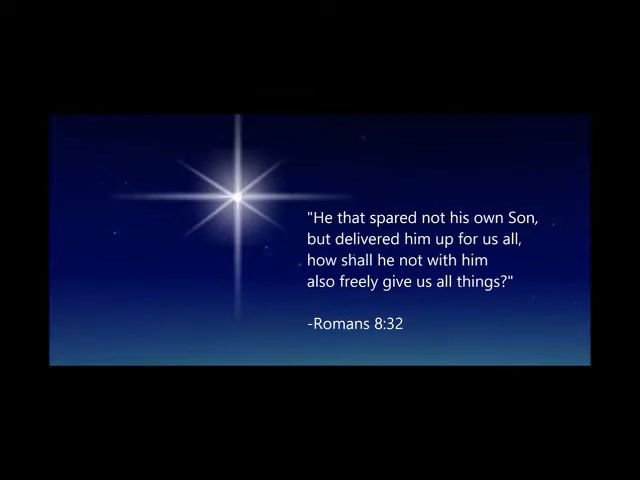 "He that spared not his own Son,
but delivered him up for us all,
how shall he not with him
also freely give us all things?"
-Romans 8:32